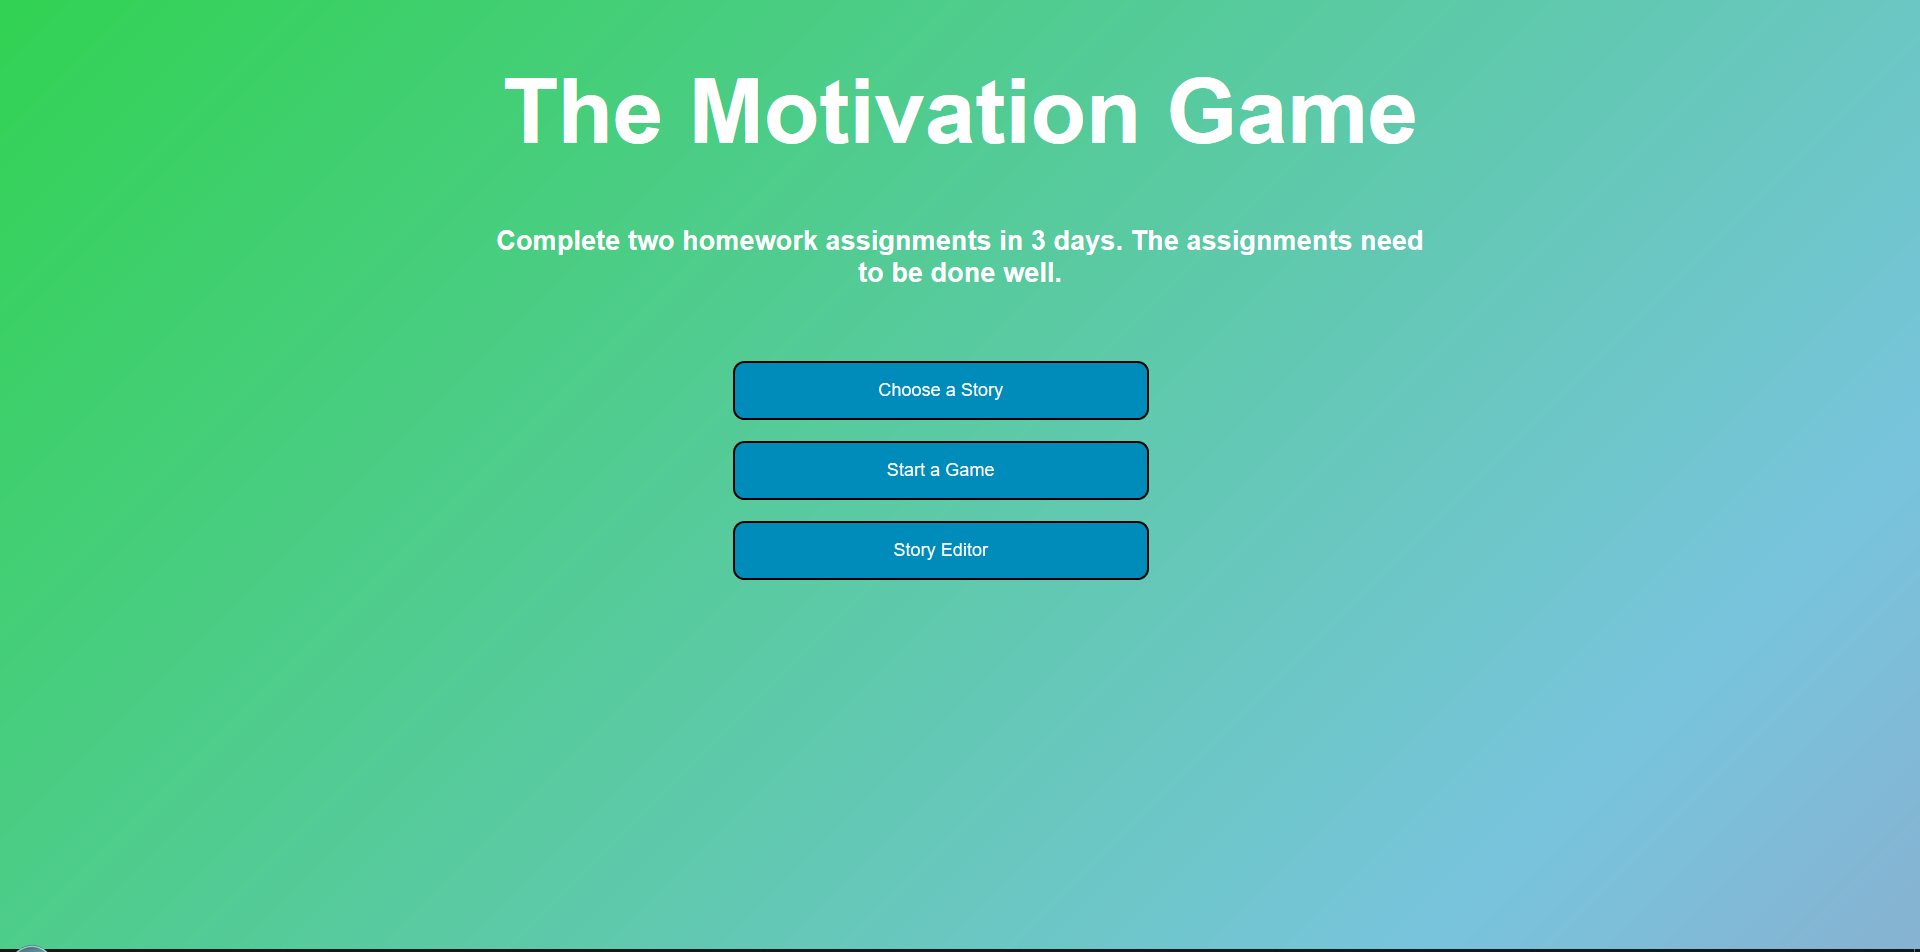 The Motivation Game
Complete two homework assignments in 3 days. The assignments need
to be done well.
Choose a Story
Start a Game
Story Editor